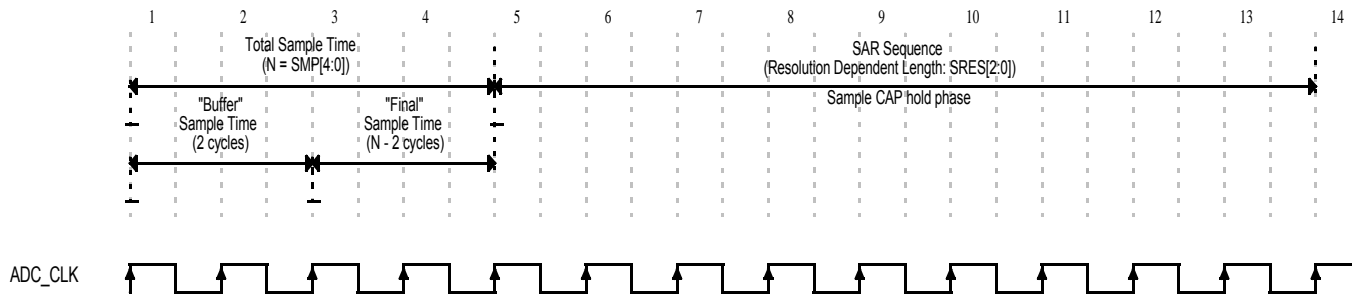 1 2 3 4 5 6 7 8 9 10 11 12 13 14
Total Sample Time
(N = SMP[4:0])
SAR Sequence
(Resolution Dependent Length: SRES[2:0])
Sample CAP hold phase
"Buffer"
Sample Time
(2 cycles)
"Final"
Sample Time
(N - 2 cycles)
ADC_CLK